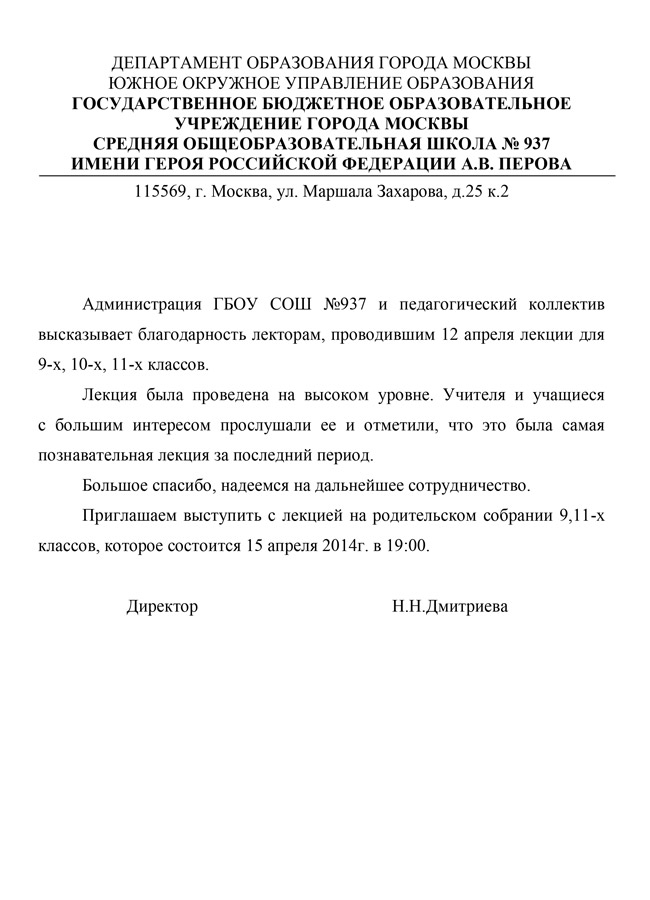 ДЕПАРТАМЕНТ ОБРАЗОВАНИЯ ГОРОДА МОСКВЫ
ЮЖНОЕ ОКРУЖНОЕ УПРАВЛЕНИЕ ОБРАЗОВАНИЯ
ГОСУДАРСТВЕННОЕ БЮДЖЕТНОЕ ОБРАЗОВАТЕЛЬНОЕ
УЧРЕЖДЕНИЕ ГОРОДА МОСКВЫ
СРЕДНЯЯ ОБЩЕОБРАЗОВАТЕЛЬНАЯ ШКОЛА № 937
ИМЕНИ ГЕРОЯ РОССИЙСКОЙ ФЕДЕРАЦИИ А.В. ПЕРОВА
115569, г. Москва, ул. Маршала Захарова, д.25 к.2
Администрация ГБОУ СОШ №937 и педагогический коллектив
высказывает благодарность лекторам, проводившим 12 апреля лекции для
9-х, 10-х, 11-х классов.
Лекция была проведена на высоком уровне. Учителя и учащиеся
с большим интересом прослушали ее и отметили, что это была самая
познавательная лекция за последний период.
Большое спасибо, надеемся на дальнейшее сотрудничество.
Приглашаем выступить с лекцией на родительском собрании 9,11-х
классов, которое состоится 15 апреля 2014г. в 19:00.
Директор Н.Н.Дмитриева